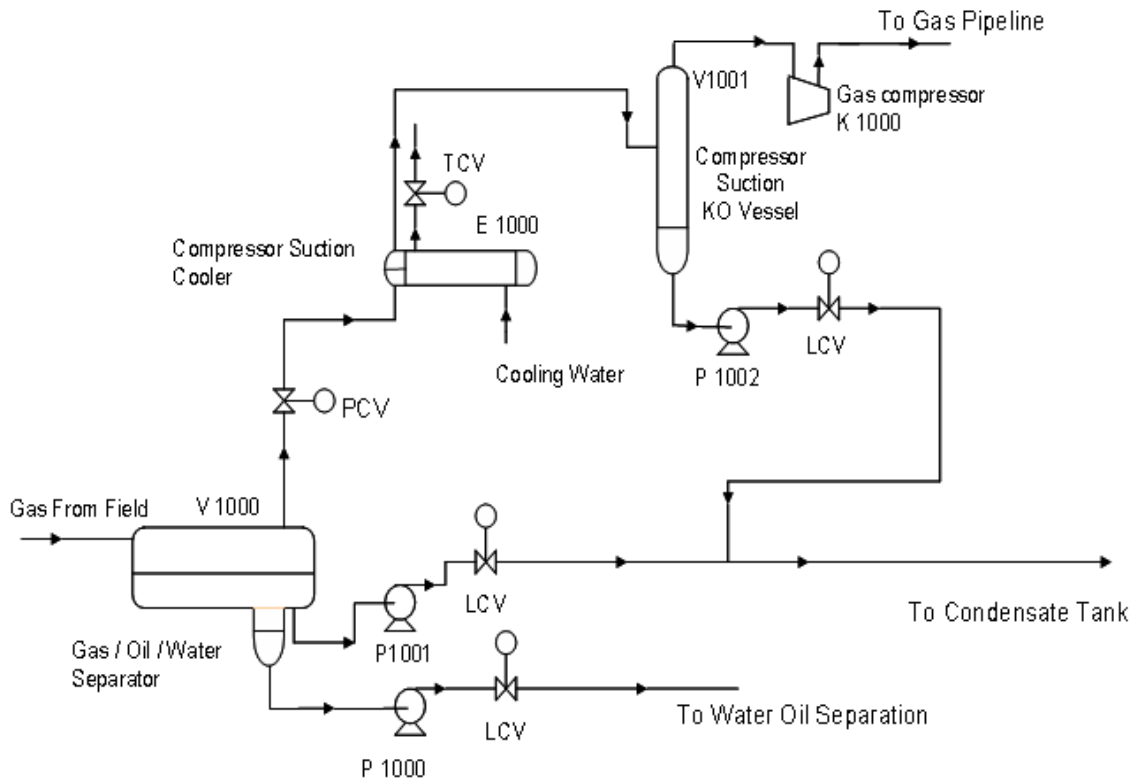 To Gas Pipeline
V1001
Gas compressor
K 1000
TCV
Compressor
Suction
KO Vessel
E 1000
Compressor Suction
Cooler
LCV
Cooling Water
P 1002
PCV
Gas From Field
V 1000
LCV
To Condensate Tank
Gas / Oil / Water
Separator
P1001
To Water Oil Separation
LCV
P 1000